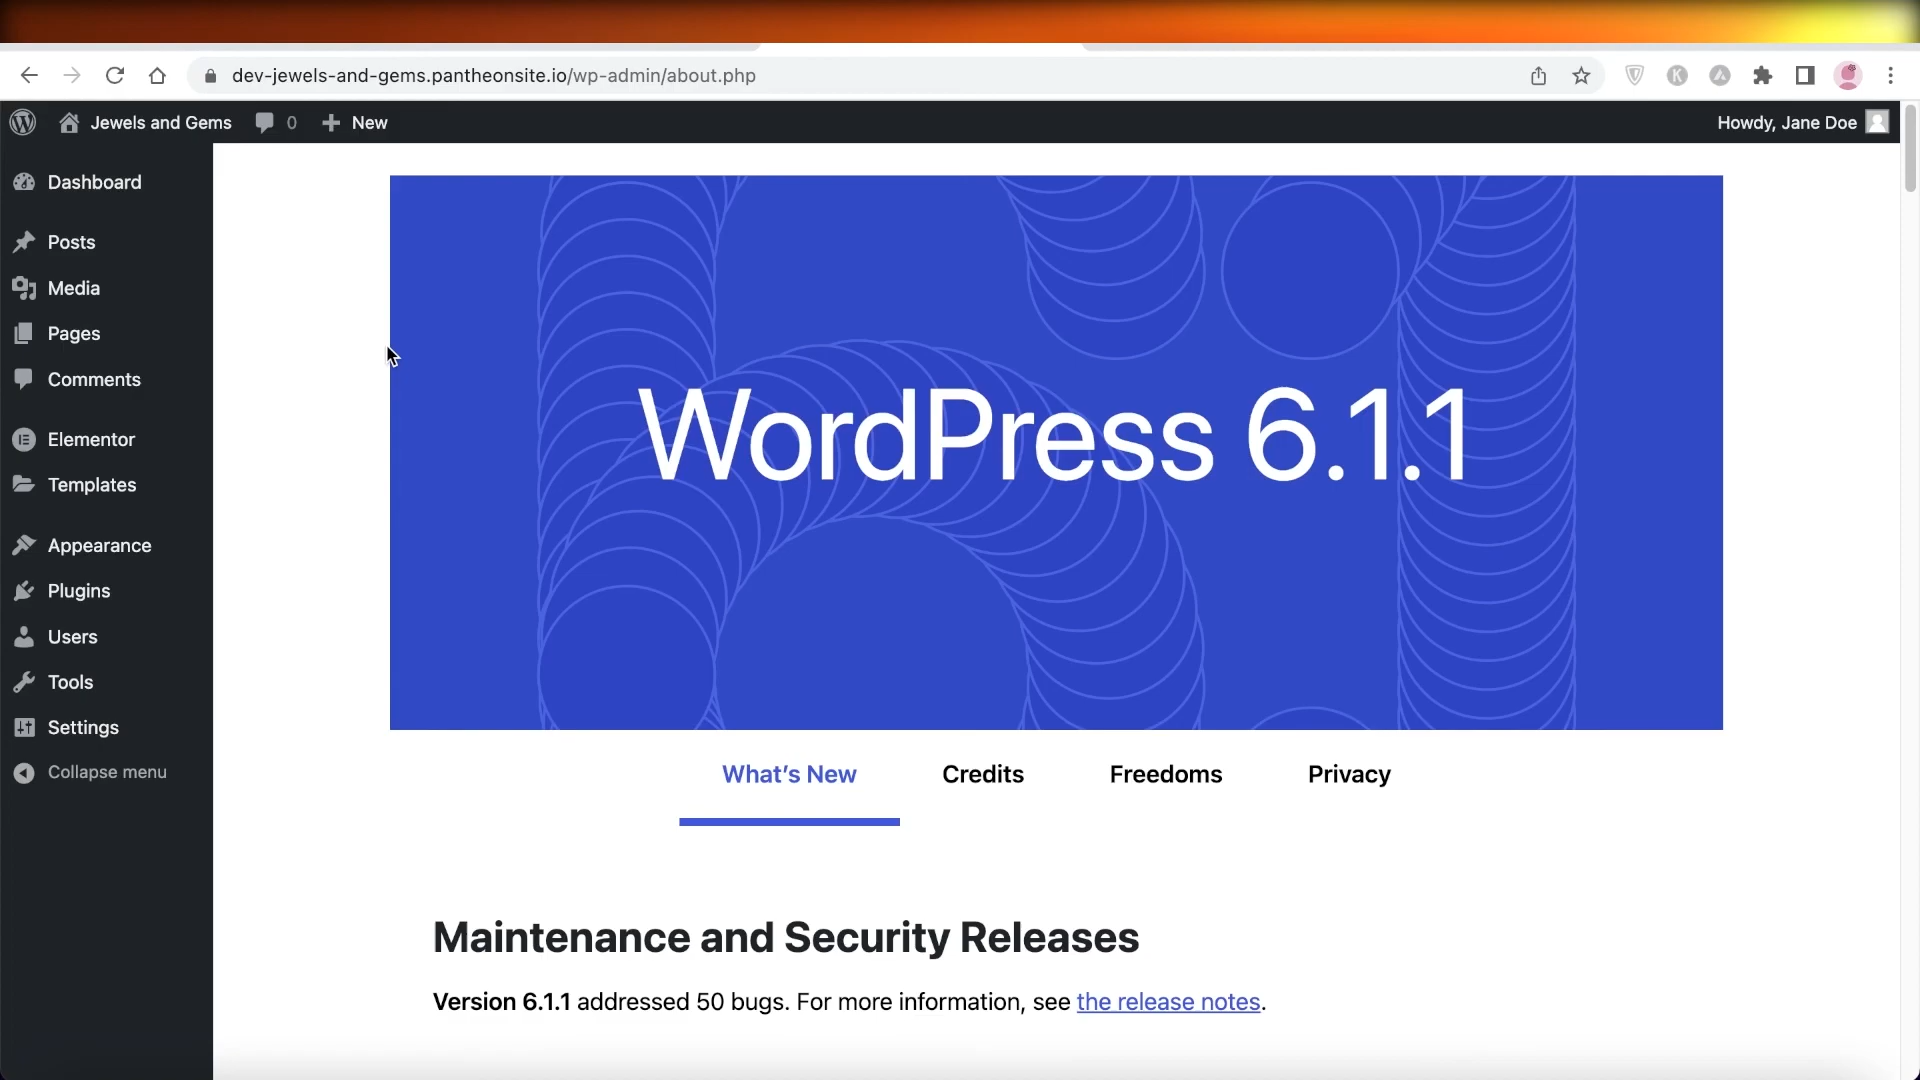 dev-jewels-and-gems.pantheonsite.io/wp-admin/about.php
Jewels and Gems 0 New Howdy, Jane Doe
Dashboard
Posts
Media
Pages
Comments
Elementor
Templates
Appearance
Plugins
Users
Tools
Settings
Collapse menu
WordPress 6.1.1
What's New Credits Freedoms Privacy
Maintenance and Security Releases
Version 6.1.1 addressed 50 bugs. For more information, see the release notes.